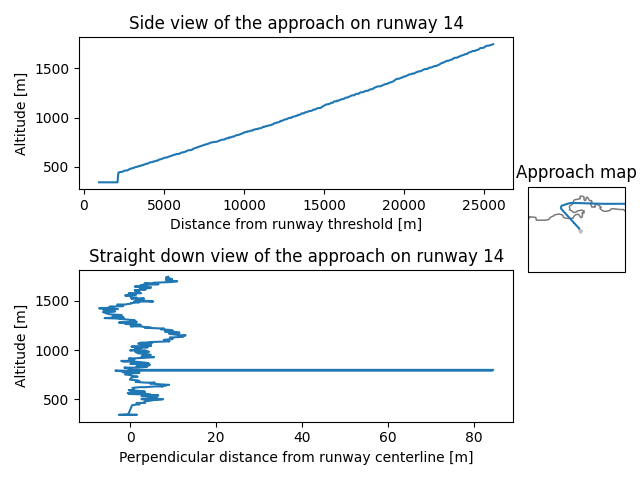 Side view of the approach on runway 14
1500
1000
500
Altitude [m]
0 5000 10000 15000 20000 25000
Distance from runway threshold [m]
Approach map
Straight down view of the approach on runway 14
1500
1000
500
Altitude [m]
0 20 40 60 80
Perpendicular distance from runway centerline [m]